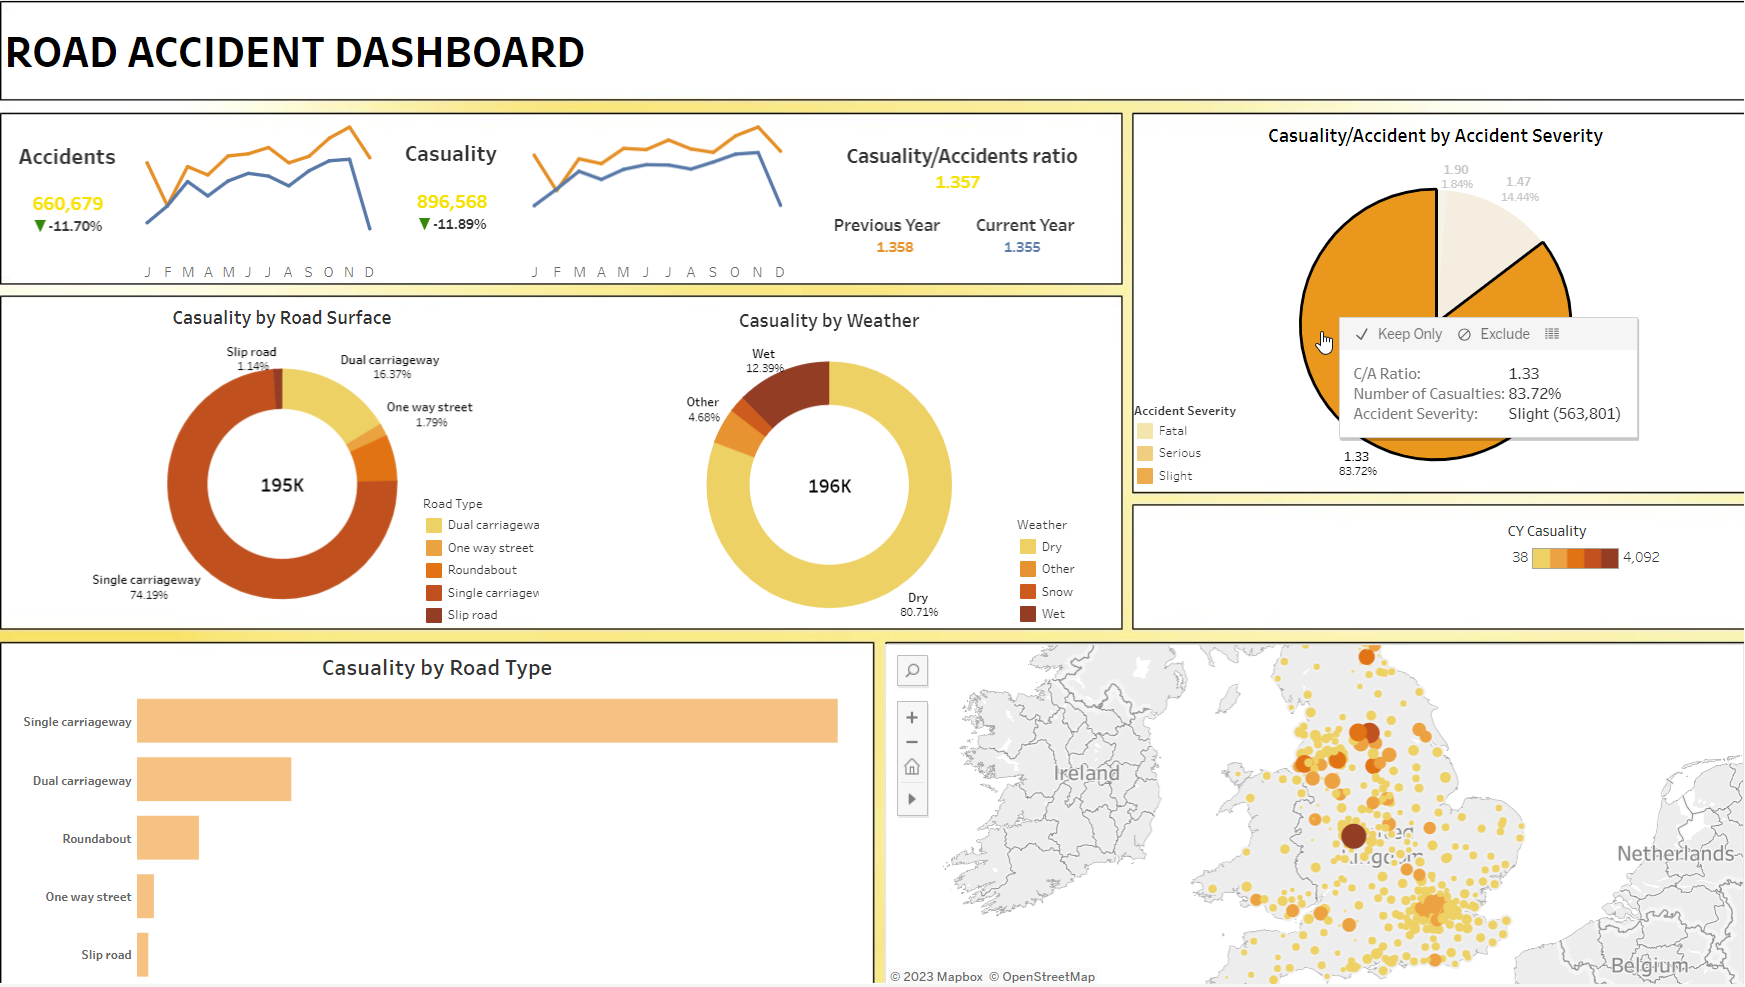 ROAD ACCIDENT DASHBOARD
Accidents
660,679
▼ -11.70%
J F M A M J J A S O N D
Casuality
896,568
▼ -11.89%
J F M A M J J A S O N D
Casuality/Accidents ratio
1.357
Previous Year
1.358
Current Year
1.355
Casuality/Accident by Accident Severity
1.90
1.84%
1.47
14.44%
Keep Only
Exclude
C/A Ratio: 1.33
Number of Casualties: 83.72%
Accident Severity: Slight (563,801)
1.33
83.72%
Accident Severity
Fatal
Serious
Slight
Casuality by Road Surface
Slip road
1.14%
Dual carriageway
16.37%
One way street
1.79%
195K
Single carriageway
74.19%
Road Type
Dual carriagewa
One way street
Roundabout
Single carriagew
Slip road
Casuality by Weather
Wet
12.39%
Other
4.68%
196K
Dry
80.71%
Weather
Dry
Other
Snow
Wet
CY Casuality
38
4,092
Casuality by Road Type
Single carriageway
Dual carriageway
Roundabout
One way street
Slip road
Ireland
Netherlands
Belgium
© 2023 Mapbox © OpenStreetMap